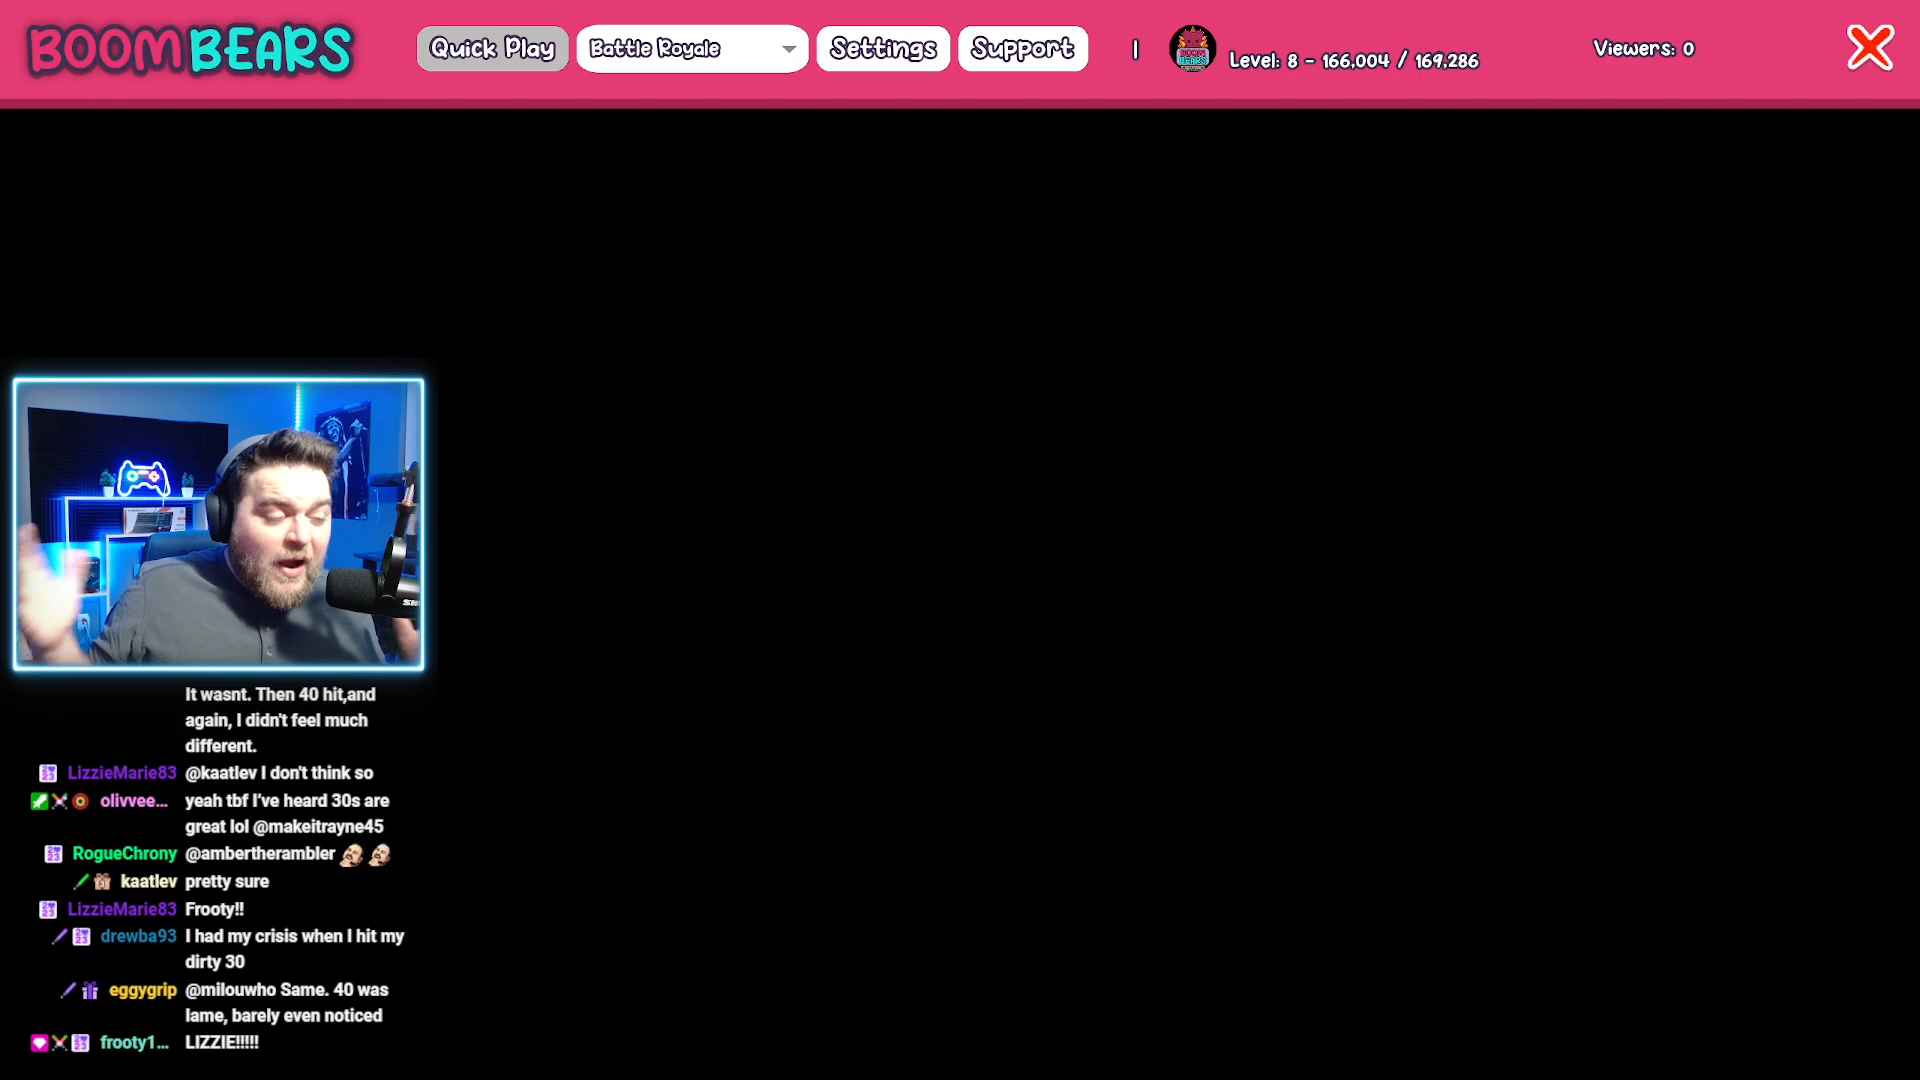 BOOMBEARS
Quick Play
Battle Royale
Settings
Support
|
Level: 8 - 166,004 / 169,286
Viewers: 0
It wasnt. Then 40 hit,and
again, I didn't feel much
different.
LizzieMarie83 @kaatlev I don't think so
olivvee... yeah tbf I've heard 30s are
great lol @makeitrayne45
RogueChrony @ambertherambler
kaatlev pretty sure
LizzieMarie83 Frooty!!
drewba93 I had my crisis when I hit my
dirty 30
eggygrip @milouwho Same. 40 was
lame, barely even noticed
frooty1... LIZZIE!!!!!